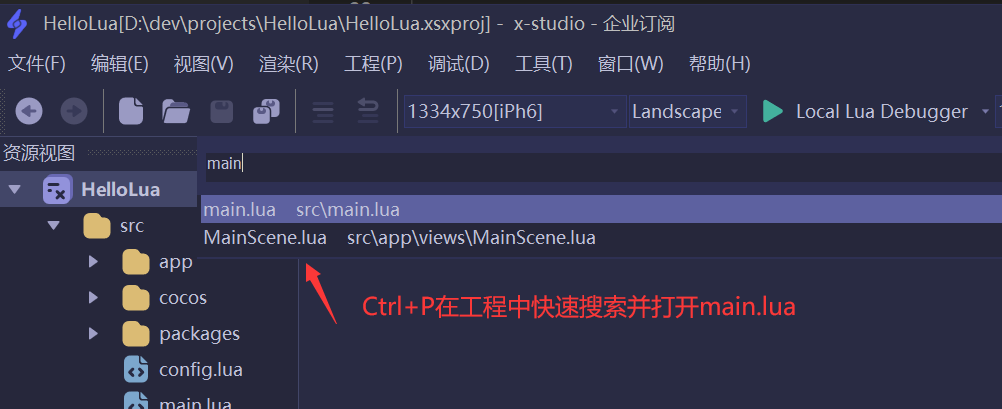 HelloLua[D:\dev\projects\HelloLua\HelloLua.xsxproj] - x-studio - 企业订阅
文件(F) 编辑(E) 视图(V) 渲染(R) 工程(P) 调试(D) 工具(T) 窗口(W) 帮助(H)
1334x750[iPh6] Landscape Local Lua Debugger
资源视图
main
HelloLua
main.lua src\main.lua
src
MainScene.lua src\app\views\MainScene.lua
app
cocos
Ctrl+P在工程中快速搜索并打开main.lua
packages
config.lua
main.lua